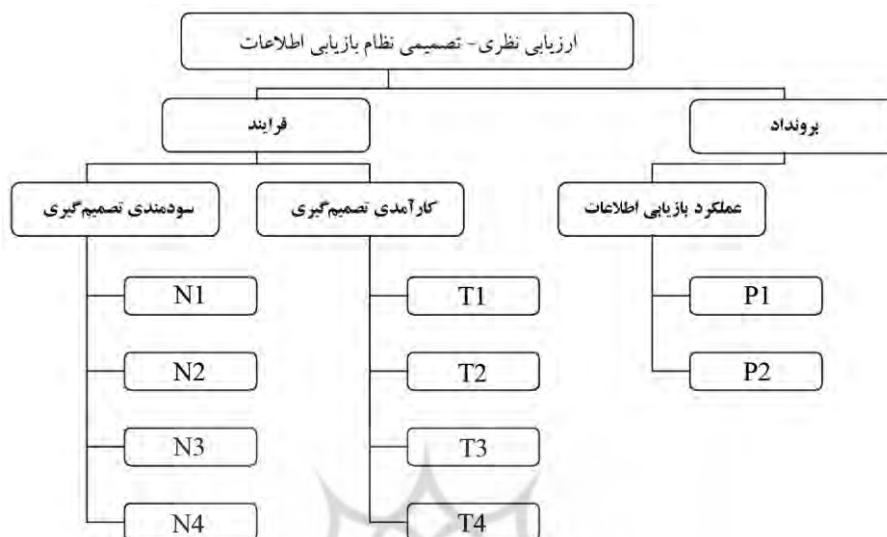 ارزیابی نظری- تصمیمی نظام بازیابی اطلاعات
برونداد
فرایند
عملکرد بازیابی اطلاعات
کارآمدی تصمیم‌گیری
سودمندی تصمیم‌گیری
P1
T1
N1
P2
T2
N2
T3
N3
T4
N4